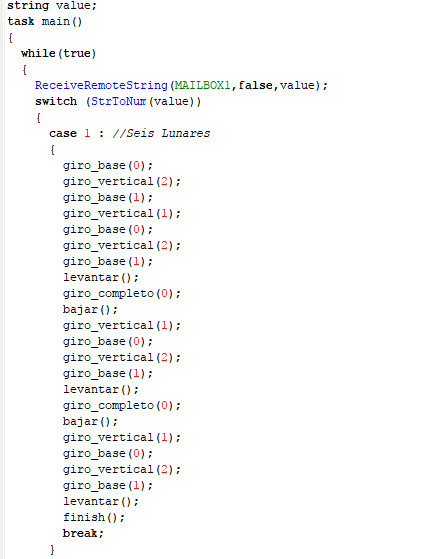 string value;
task main()
{
while(true)
{
ReceiveRemoteString(MAILBOX1,false,value);
switch (StrToNum(value))
{
case 1 : //Seis Lunares
{
giro_base(0);
giro_vertical(2);
giro_base(1);
giro_vertical(1);
giro_base(0);
giro_vertical(2);
giro_base(1);
levantar();
giro_completo(0);
bajar();
giro_vertical(1);
giro_base(0);
giro_vertical(2);
giro_base(1);
levantar();
giro_completo(0);
bajar();
giro_vertical(1);
giro_base(0);
giro_vertical(2);
giro_base(1);
levantar();
finish();
break;
}